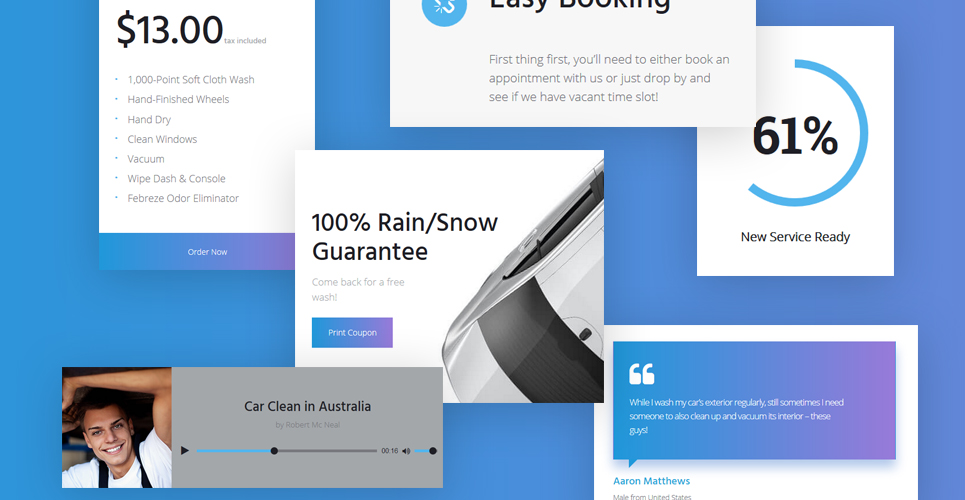 $13.00 tax included
1,000-Point Soft Cloth Wash
Hand-Finished Wheels
Hand Dry
Clean Windows
Vacuum
Wipe Dash & Console
Febreze Odor Eliminator
Order Now
Easy Booking
First thing first, you'll need to either book an
appointment with us or just drop by and
see if we have vacant time slot!
61%
New Service Ready
100% Rain/Snow
Guarantee
Come back for a free
wash!
Print Coupon
Car Clean in Australia
by Robert Mc Neal
00:16
While I wash my car's exterior regularly, still sometimes I need
someone to also clean up and vacuum its interior – these
guys!
Aaron Matthews
Male from United States